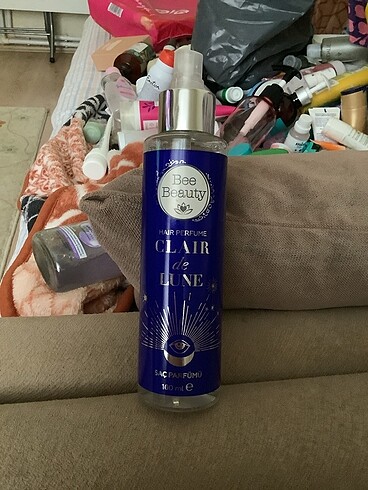 Bee
Beauty
HAIR PERFUME
CLAIR
de
LUNE
SAÇ PARFÜMÜ
100 ml e